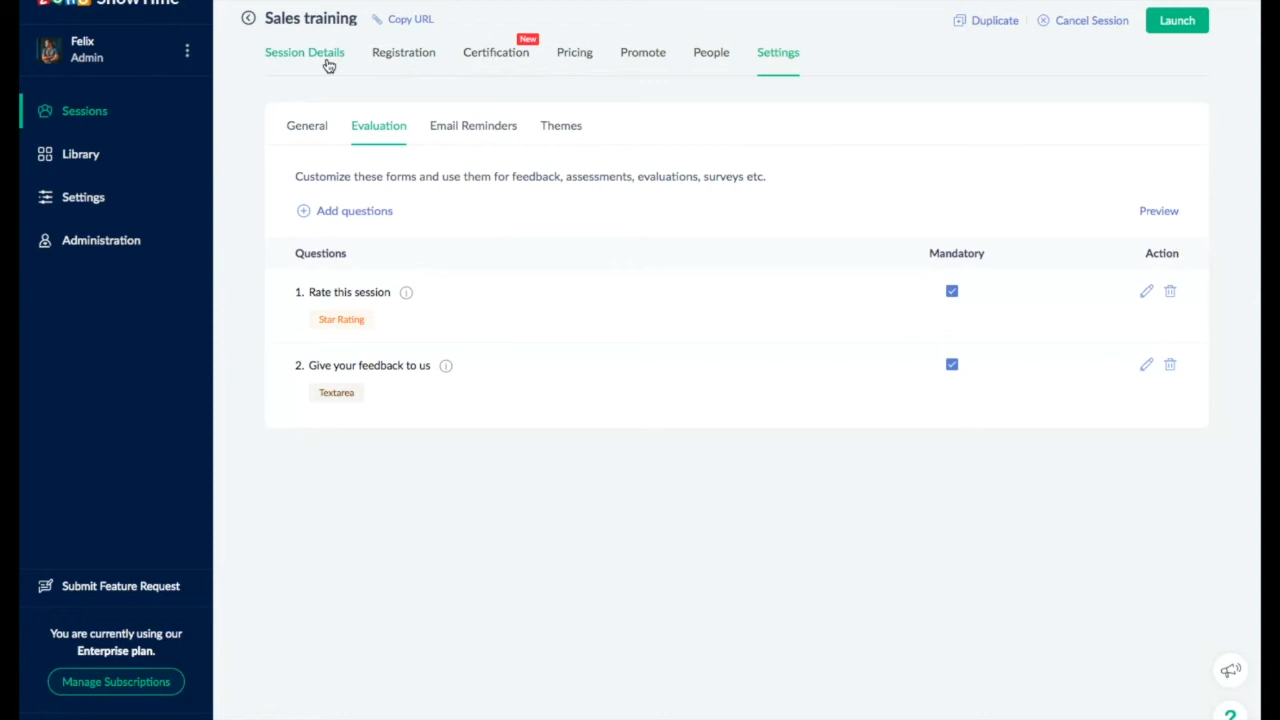 ZOHO ShowTime
Felix
Admin
Sessions
Library
Settings
Administration
Submit Feature Request
You are currently using our
Enterprise plan.
Manage Subscriptions
Sales training
Copy URL
Duplicate
Cancel Session
Launch
Session Details
Registration
Certification
New
Pricing
Promote
People
Settings
General
Evaluation
Email Reminders
Themes
Customize these forms and use them for feedback, assessments, evaluations, surveys etc.
Add questions
Preview
Questions
Mandatory
Action
1. Rate this session
Star Rating
2. Give your feedback to us
Textarea
?